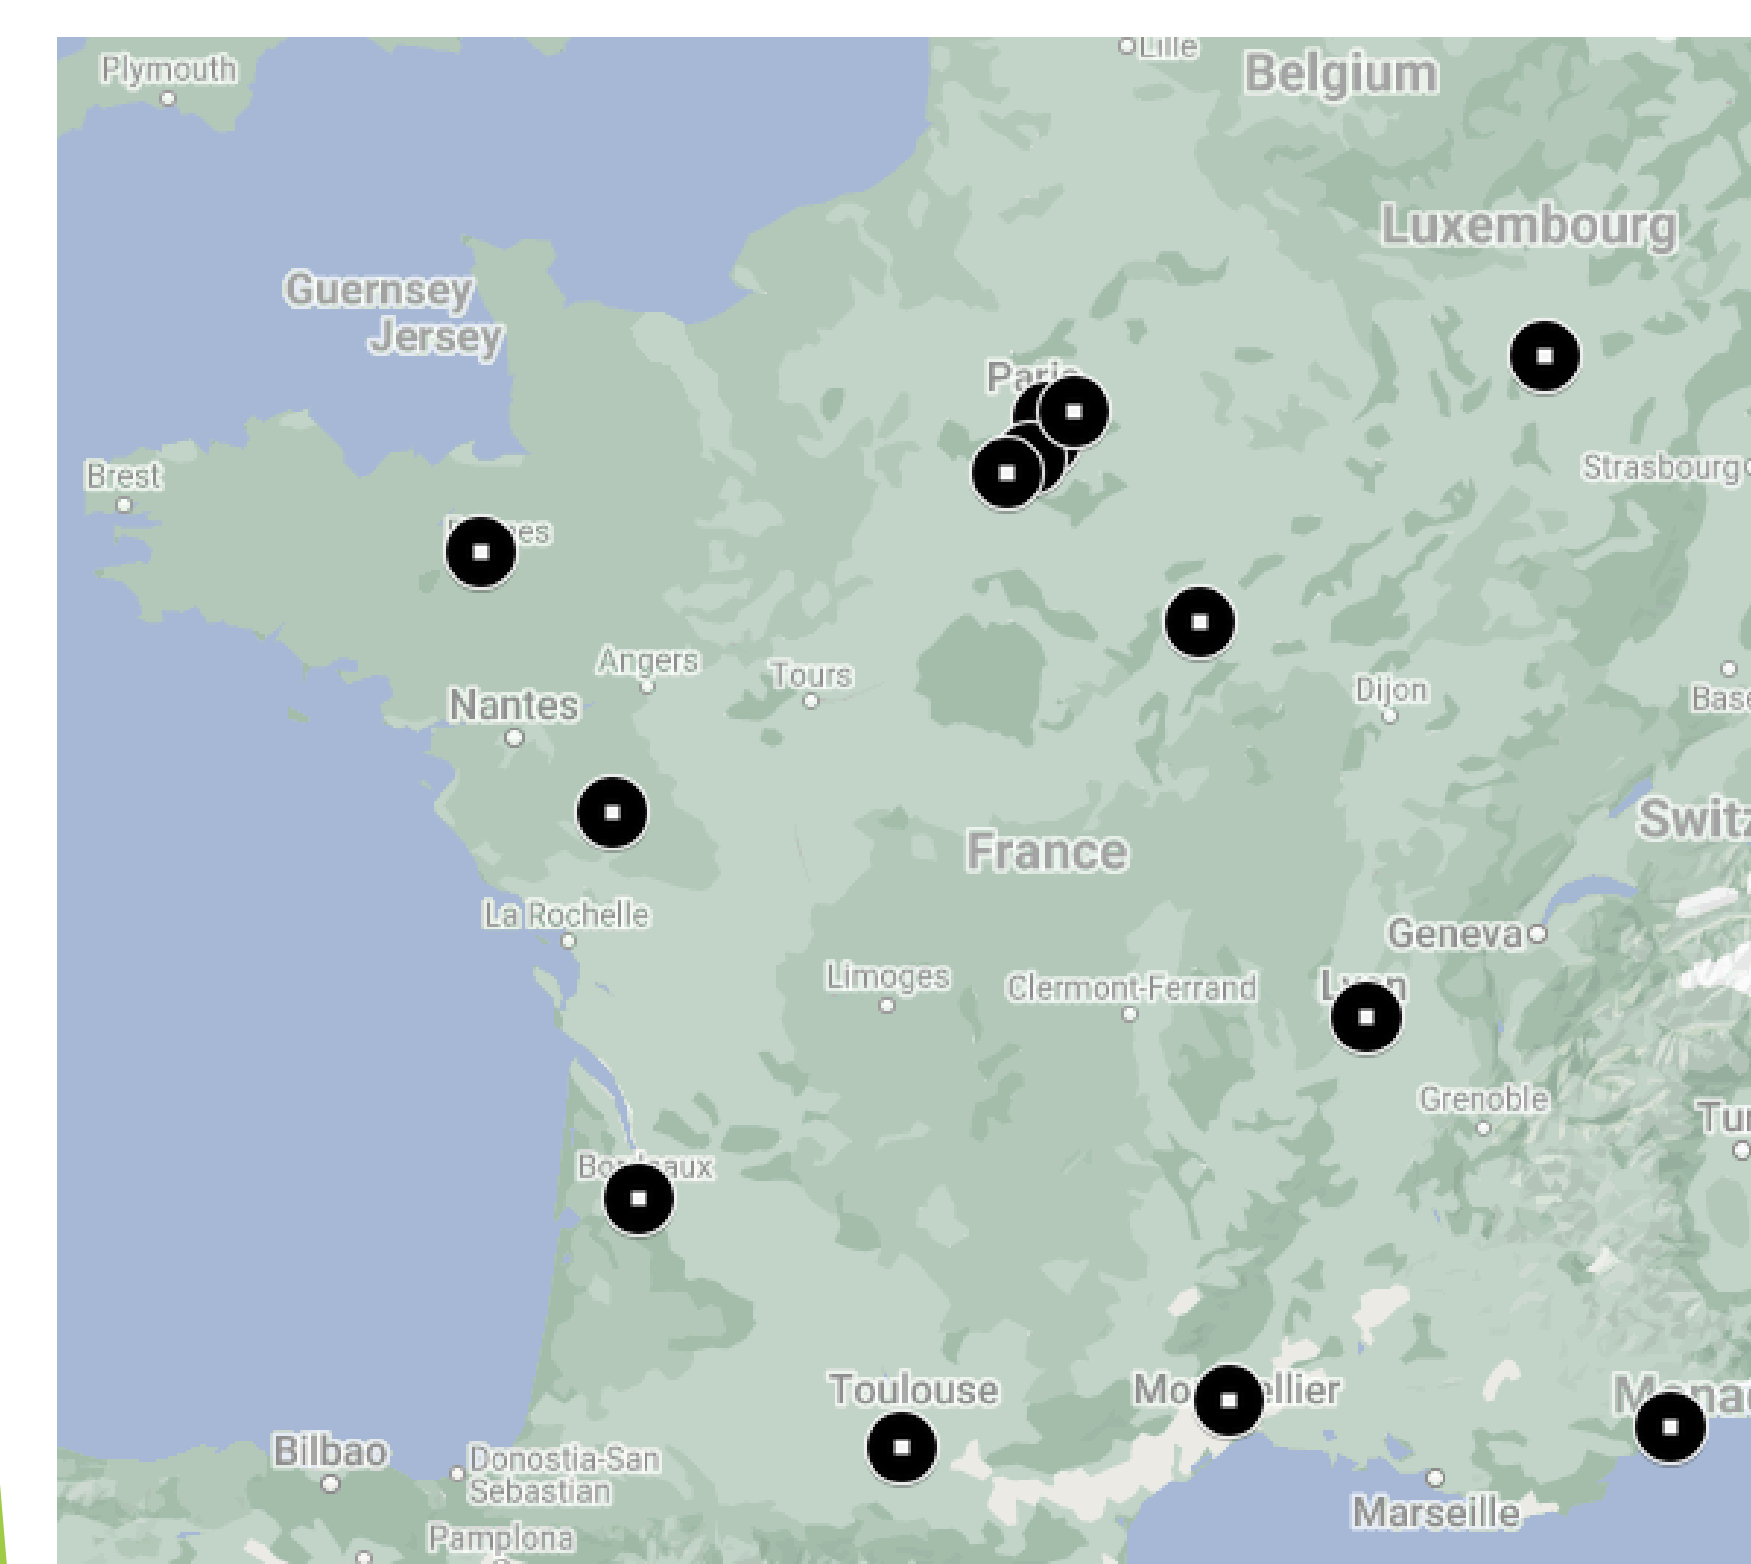 Lille
Plymouth
Belgium
Luxembourg
Guernsey
Jersey
Strasbourg
Brest
Angers
Tours
Dijon
Nantes
Switz
France
La Rochelle
Geneva
Limoges
Clermont-Ferrand
Grenoble
Toulouse
Bilbao
Donostia-San
Sebastian
Marseille
Pamplona